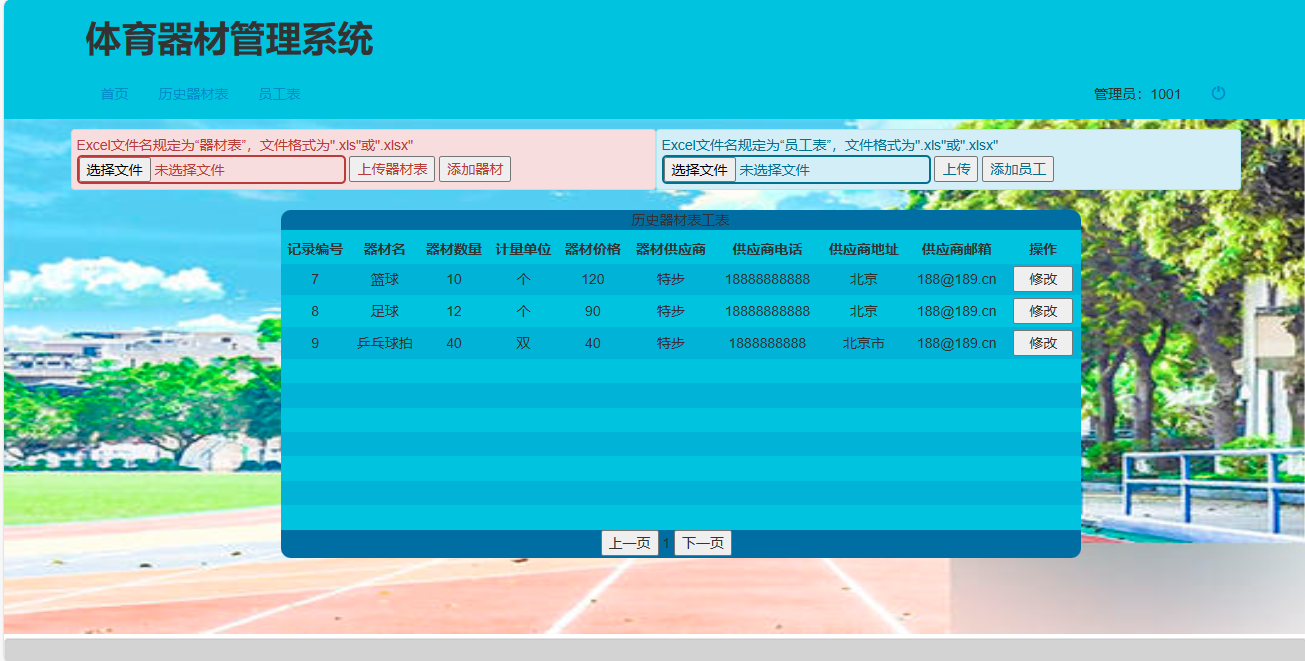 体育器材管理系统
首页 历史器材表 员工表 管理员：1001
Excel文件名规定为“器材表”，文件格式为".xls"或".xlsx"
选择文件 未选择文件 上传器材表 添加器材
Excel文件名规定为“员工表”，文件格式为".xls"或".xlsx"
选择文件 未选择文件 上传 添加员工
历史器材表工表
记录编号 器材名 器材数量 计量单位 器材价格 器材供应商 供应商电话 供应商地址 供应商邮箱 操作
7 篮球 10 个 120 特步 18888888888 北京 188@189.cn 修改
8 足球 12 个 90 特步 18888888888 北京 188@189.cn 修改
9 乒乓球拍 40 双 40 特步 1888888888 北京市 188@189.cn 修改
上一页 1 下一页